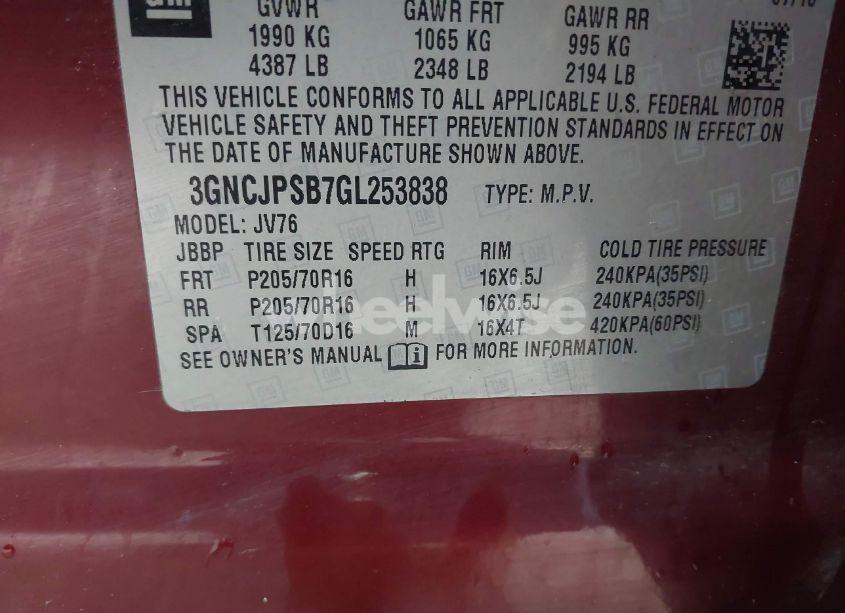 GM
GVWR GAWR FRT GAWR RR
1990 KG 1065 KG 995 KG
4387 LB 2348 LB 2194 LB
THIS VEHICLE CONFORMS TO ALL APPLICABLE U.S. FEDERAL MOTOR
VEHICLE SAFETY AND THEFT PREVENTION STANDARDS IN EFFECT ON
THE DATE OF MANUFACTURE SHOWN ABOVE.
3GNCJPSB7GL253838 TYPE: M.P.V.
MODEL: JV76
JBBP TIRE SIZE SPEED RTG RIM COLD TIRE PRESSURE
FRT P205/70R16 H 16X6.5J 240KPA(35PSI)
RR P205/70R16 H 16X6.5J 240KPA(35PSI)
wheelwise
SPA T125/70D16 M 16X4T 420KPA(60PSI)
SEE OWNER'S MANUAL i FOR MORE INFORMATION.